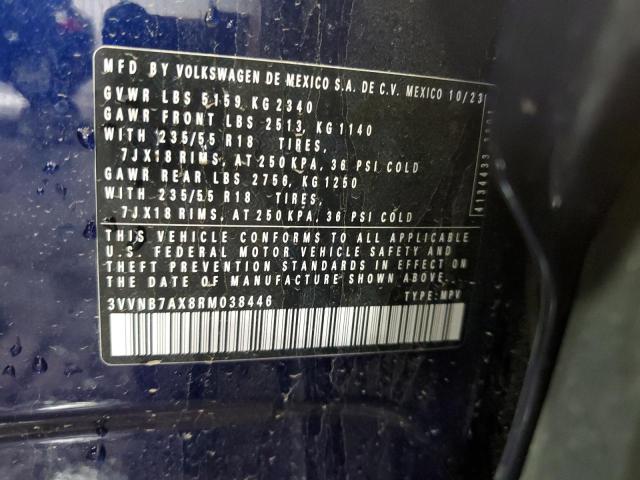 MFD BY VOLKSWAGEN DE MEXICO S.A. DE C.V. MEXICO 10/23
GVWR LBS 5159, KG 2340
GAWR FRONT LBS 2513, KG 1140
WITH 235/55 R18 TIRES,
7JX18 RIMS, AT 250 KPA, 36 PSI COLD
GAWR REAR LBS 2756, KG 1250
WITH 235/55 R18 TIRES,
7JX18 RIMS, AT 250 KPA, 36 PSI COLD
THIS VEHICLE CONFORMS TO ALL APPLICABLE
U.S. FEDERAL MOTOR VEHICLE SAFETY AND
THEFT PREVENTION STANDARDS IN EFFECT ON
THE DATE OF MANUFACTURE SHOWN ABOVE.
3VVNB7AX8RM038446 TYPE: MPV
4134433